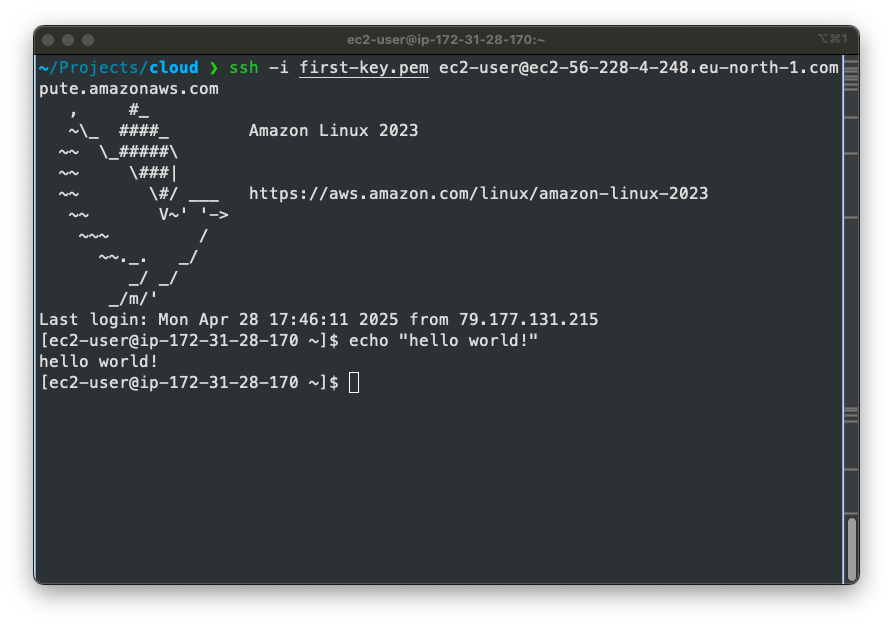 ec2-user@ip-172-31-28-170:~
⌥⌘1
~/Projects/cloud ❯ ssh -i first-key.pem ec2-user@ec2-56-228-4-248.eu-north-1.com
pute.amazonaws.com
   ,     #_
   ~\_  ####_        Amazon Linux 2023
  ~~  \_#####\
  ~~     \###|
  ~~       \#/ ___   https://aws.amazon.com/linux/amazon-linux-2023
   ~~       V~' '->
    ~~~         /
      ~~._.   _/
         _/ _/
       _/m/'
Last login: Mon Apr 28 17:46:11 2025 from 79.177.131.215
[ec2-user@ip-172-31-28-170 ~]$ echo "hello world!"
hello world!
[ec2-user@ip-172-31-28-170 ~]$